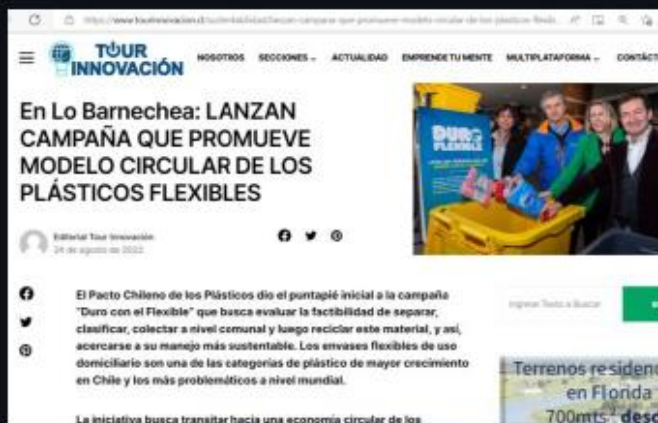 TOUR INNOVACIÓN
NOSOTROS SECCIONES ACTUALIDAD EMPRENDE TU MENTE MULTIPLATAFORMA
En Lo Barnechea: LANZAN
CAMPAÑA QUE PROMUEVE
MODELO CIRCULAR DE LOS
PLÁSTICOS FLEXIBLES
DURO
FLEXIBLE
Editorial Tour Innovación
24 de agosto de 2022
El Pacto Chileno de los Plásticos dio el puntapié inicial a la campaña
"Duro con el Flexible" que busca evaluar la factibilidad de separar,
clasificar, colectar a nivel comunal y luego reciclar este material, y así,
acercarse a su manejo más sustentable. Los envases flexibles de uso
domiciliario son una de las categorías de plástico de mayor crecimiento
en Chile y los más problemáticos a nivel mundial.
Ingresar Texto a Buscar
Terrenos
en Florida
700mts²
La iniciativa busca transitar hacia una economía circular de los